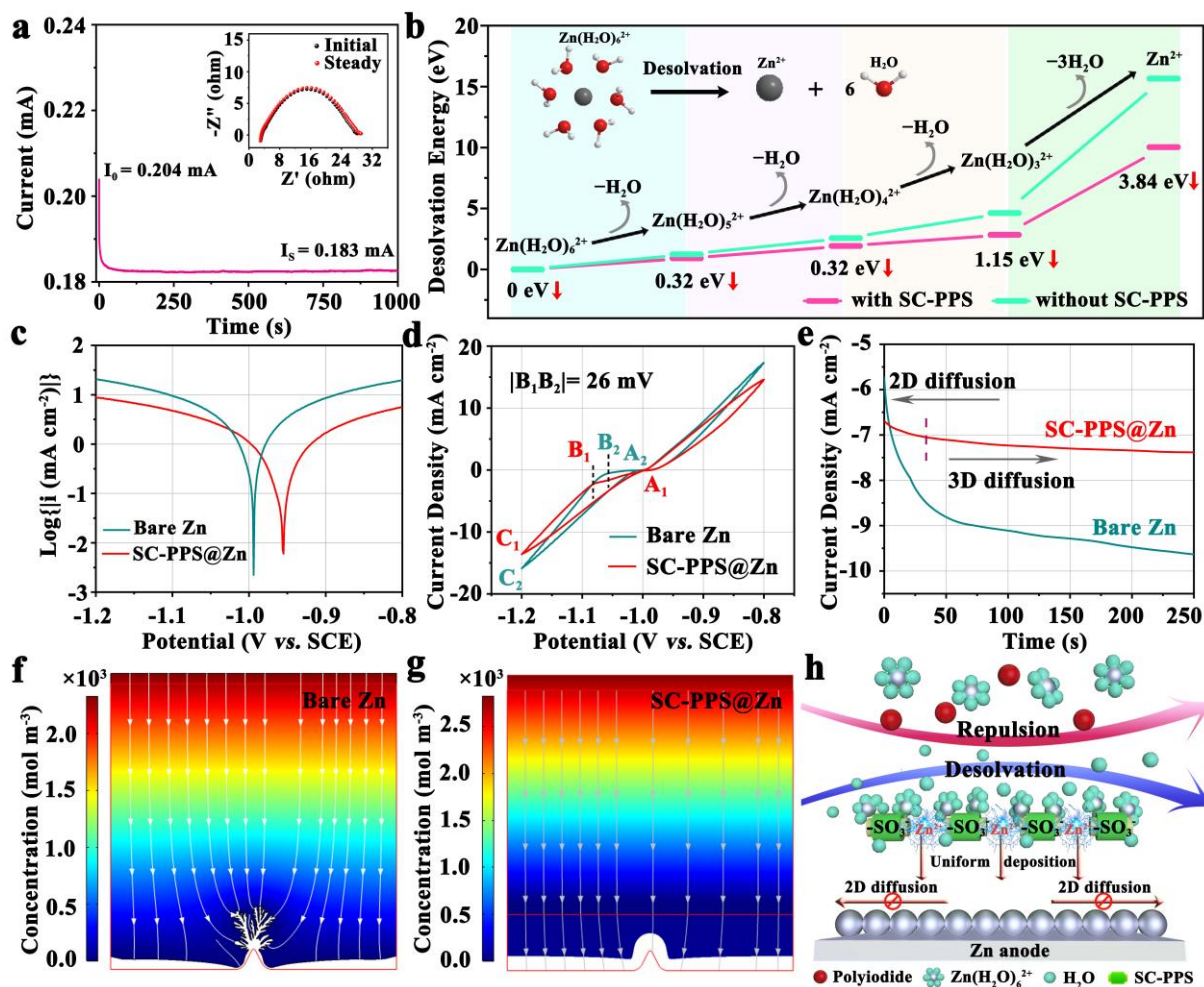 a
0.24
0.22
0.20
0.18
Current (mA)
I₀ = 0.204 mA
I_S = 0.183 mA
0 250 500 750 1000
Time (s)
15
10
5
0
-Z'' (ohm)
Initial
Steady
0 8 16 24 32
Z' (ohm)
b
20
15
10
5
0
Desolvation Energy (eV)
Zn(H₂O)₆²⁺
Desolvation
Zn²⁺
+
6
H₂O
−H₂O
−H₂O
−H₂O
−3H₂O
Zn²⁺
Zn(H₂O)₆²⁺
Zn(H₂O)₅²⁺
Zn(H₂O)₄²⁺
Zn(H₂O)₃²⁺
0 eV↓
0.32 eV↓
0.32 eV↓
1.15 eV↓
3.84 eV↓
with SC-PPS
without SC-PPS
c
2
1
0
-1
-2
-3
Log{|i (mA cm⁻²)|}
Bare Zn
SC-PPS@Zn
-1.2 -1.1 -1.0 -0.9 -0.8
Potential (V vs. SCE)
d
20
10
0
-10
-20
Current Density (mA cm⁻²)
|B₁B₂|= 26 mV
B₁
B₂
A₂
A₁
C₁
C₂
Bare Zn
SC-PPS@Zn
-1.2 -1.1 -1.0 -0.9 -0.8
Potential (V vs. SCE)
e
-5
-6
-7
-8
-9
-10
Current Density (mA cm⁻²)
2D diffusion
SC-PPS@Zn
3D diffusion
Bare Zn
0 50 100 150 200 250
Time (s)
f
×10³
2.0
1.5
1.0
0.5
0.0
Concentration (mol m⁻³)
Bare Zn
g
×10³
2.5
2.0
1.5
1.0
0.5
0.0
Concentration (mol m⁻³)
SC-PPS@Zn
h
Repulsion
Desolvation
-SO₃⁻ Zn²⁺ -SO₃⁻ Zn²⁺ -SO₃⁻ Zn²⁺ -SO₃⁻
Uniform deposition
2D diffusion
2D diffusion
Zn anode
Polyiodide Zn(H₂O)₆²⁺ H₂O SC-PPS